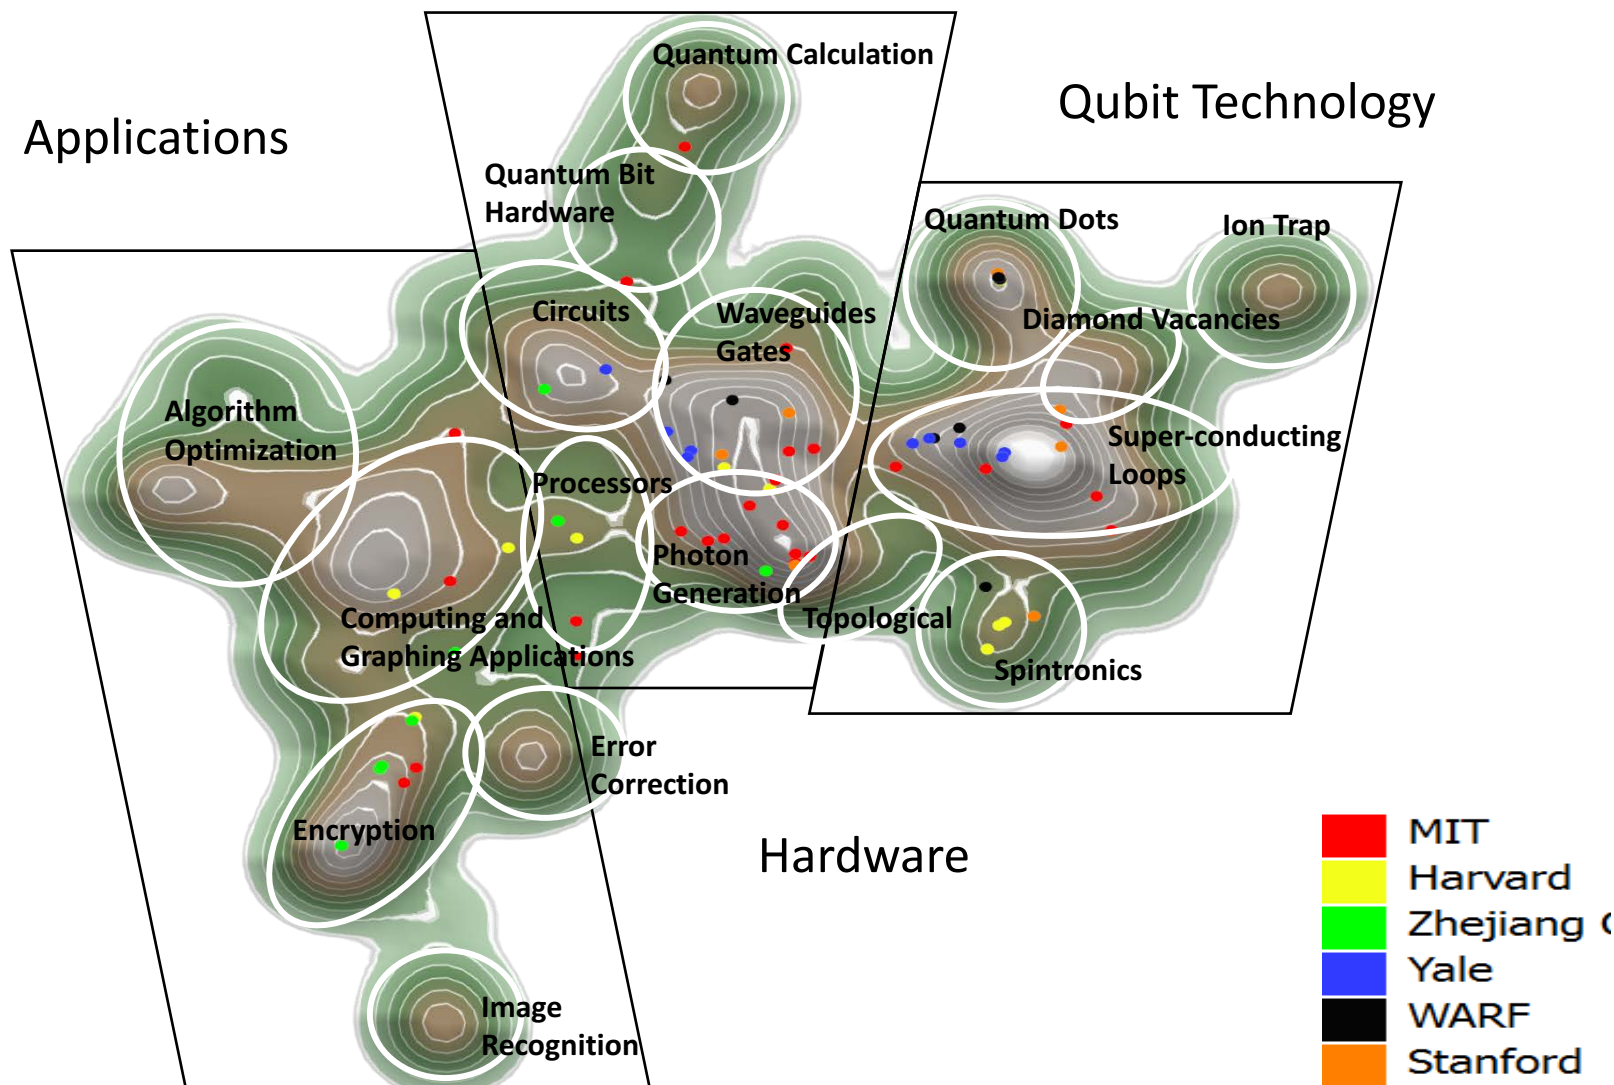 Quantum Calculation
Qubit Technology
Applications
Quantum Bit
Hardware
Quantum Dots
Ion Trap
Circuits
Waveguides
Gates
Diamond Vacancies
Algorithm
Optimization
Super-conducting
Loops
Processors
Photon
Generation
Computing and
Graphing Applications
Topological
Spintronics
Error
Correction
Encryption
Hardware
Image
Recognition
MIT
Harvard
Zhejiang
Yale
WARF
Stanford